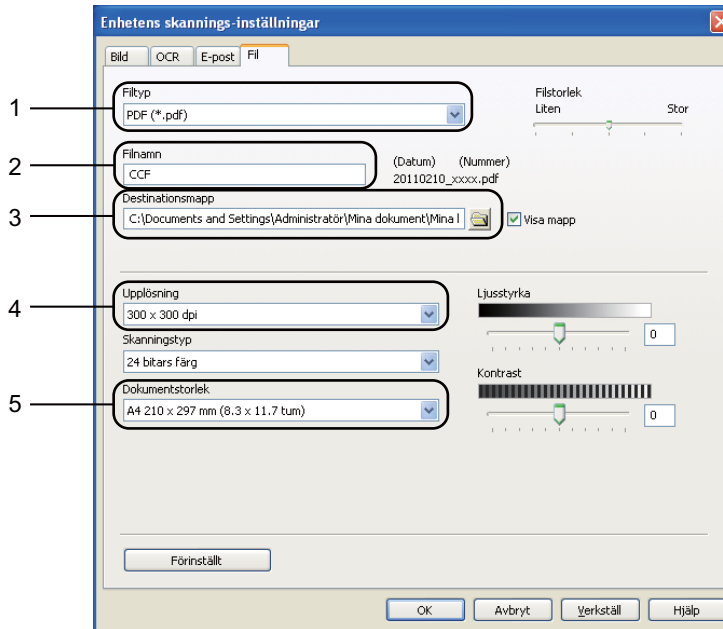 Enhetens skannings-inställningar
Bild OCR E-post Fil
1
Filtyp
PDF (*.pdf)
Filstorlek
Liten Stor
2
Filnamn
CCF
(Datum) (Nummer)
20110210_xxxx.pdf
3
Destinationsmapp
C:\Documents and Settings\Administratör\Mina dokument\Mina l
Visa mapp
4
Upplösning
300 x 300 dpi
Ljusstyrka
0
Skanningstyp
24 bitars färg
Kontrast
0
5
Dokumentstorlek
A4 210 x 297 mm (8.3 x 11.7 tum)
Förinställt
OK Avbryt Verkställ Hjälp